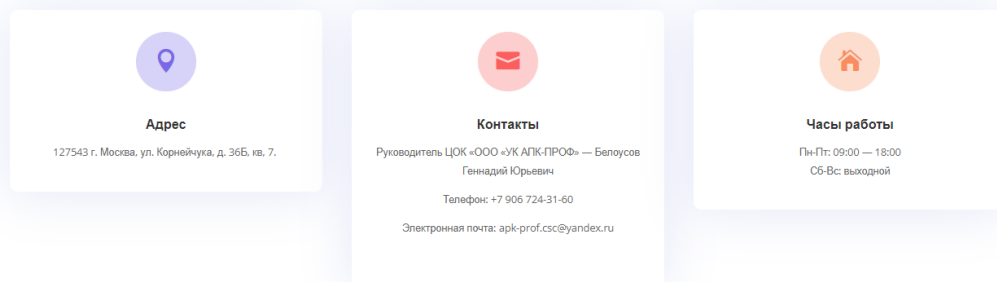 Адрес
127543 г. Москва, ул. Корнейчука, д. 36Б, кв, 7.
Контакты
Руководитель ЦОК «ООО «УК АПК-ПРОФ» — Белоусов
Геннадий Юрьевич
Телефон: +7 906 724-31-60
Электронная почта: apk-prof.csc@yandex.ru
Часы работы
Пн-Пт: 09:00 — 18:00
Сб-Вс: выходной